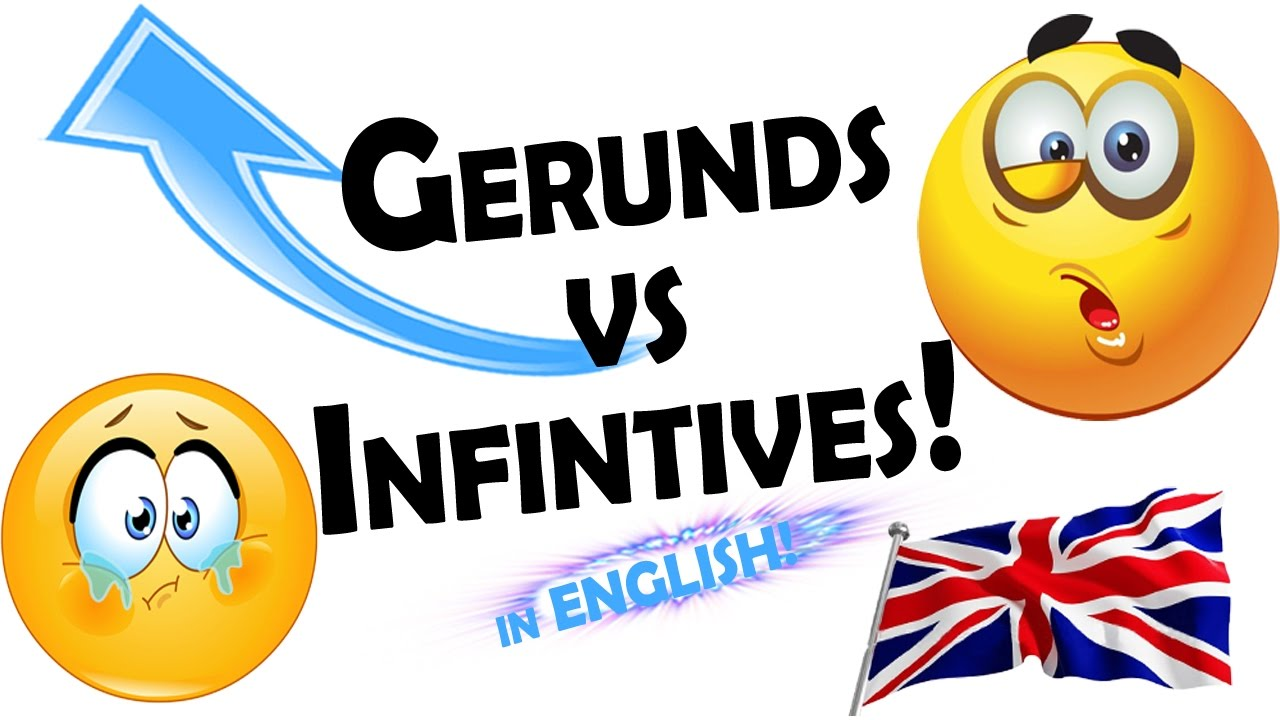 GERUNDS
VS
INFINTIVES!
IN ENGLISH!